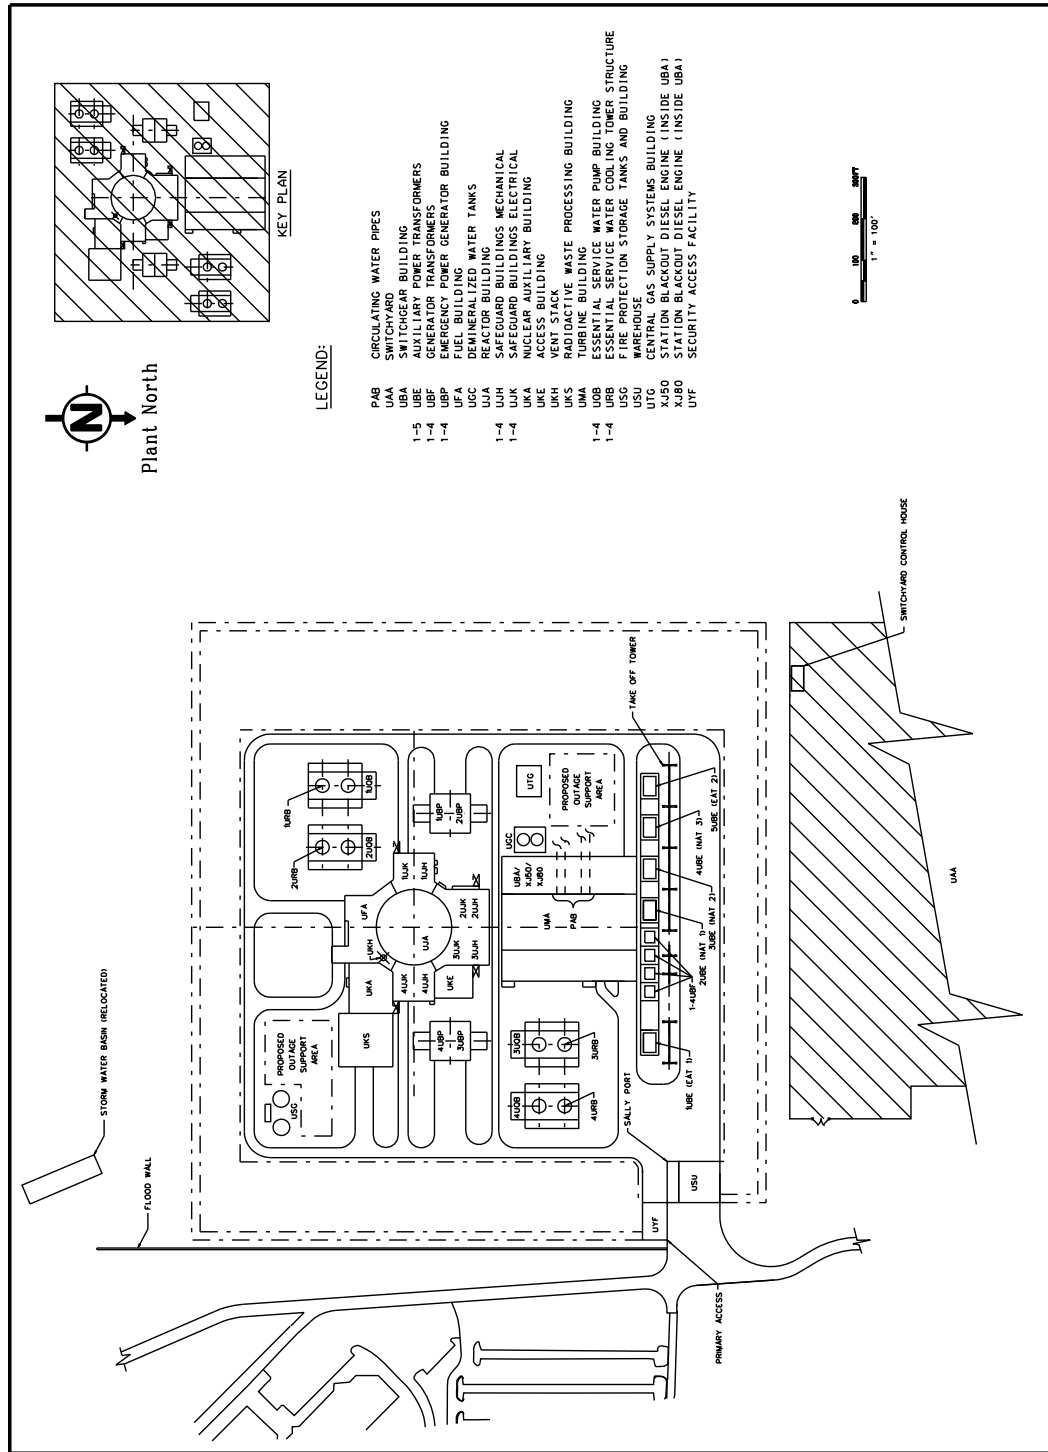 KEY PLAN
N
Plant North
LEGEND:
PAB CIRCULATING WATER PIPES
UAA SWITCHYARD
UBA SWITCHGEAR BUILDING
1-5 UBE AUXILIARY POWER TRANSFORMERS
1-4 UBF GENERATOR TRANSFORMERS
1-4 UBP EMERGENCY POWER GENERATOR BUILDING
UFA FUEL BUILDING
UGC DEMINERALIZED WATER TANKS
UJA REACTOR BUILDING
1-4 UJH SAFEGUARD BUILDINGS MECHANICAL
1-4 UJK SAFEGUARD BUILDINGS ELECTRICAL
UKA NUCLEAR AUXILIARY BUILDING
UKE ACCESS BUILDING
UKH VENT STACK
UKS RADIOACTIVE WASTE PROCESSING BUILDING
UMA TURBINE BUILDING
1-4 UQB ESSENTIAL SERVICE WATER PUMP BUILDING
1-4 URB ESSENTIAL SERVICE WATER COOLING TOWER STRUCTURE
USG FIRE PROTECTION STORAGE TANKS AND BUILDING
USU WAREHOUSE
UTG CENTRAL GAS SUPPLY SYSTEMS BUILDING
XJ50 STATION BLACKOUT DIESEL ENGINE (INSIDE UBA)
XJ80 STATION BLACKOUT DIESEL ENGINE (INSIDE UBA)
UYF SECURITY ACCESS FACILITY
1" = 100'
STORM WATER BASIN (RELOCATED)
FLOOD WALL
PROPOSED
OUTAGE
SUPPORT
AREA
USG
UKS
UKA
UKH
UFA
UJA
4UJK
4UJH
UKE
3UJK
3UJH
2UJK
2UJH
1UJK
1UJH
2URB
2UQB
1URB
1UQB
4UBP
3UBP
1UBP
2UBP
4UQB
4URB
3UQB
3URB
UMA
PAB
UBA/
XJ50/
XJ80
UGC
UTG
PROPOSED
OUTAGE
SUPPORT
AREA
TAKE OFF TOWER
1UBE (EAT 1)
1-4UBF
2UBE (NAT 1)
3UBE (NAT 2)
4UBE (NAT 3)
5UBE (EAT 2)
SALLY PORT
USU
UYF
PRIMARY ACCESS
UAA
SWITCHYARD CONTROL HOUSE